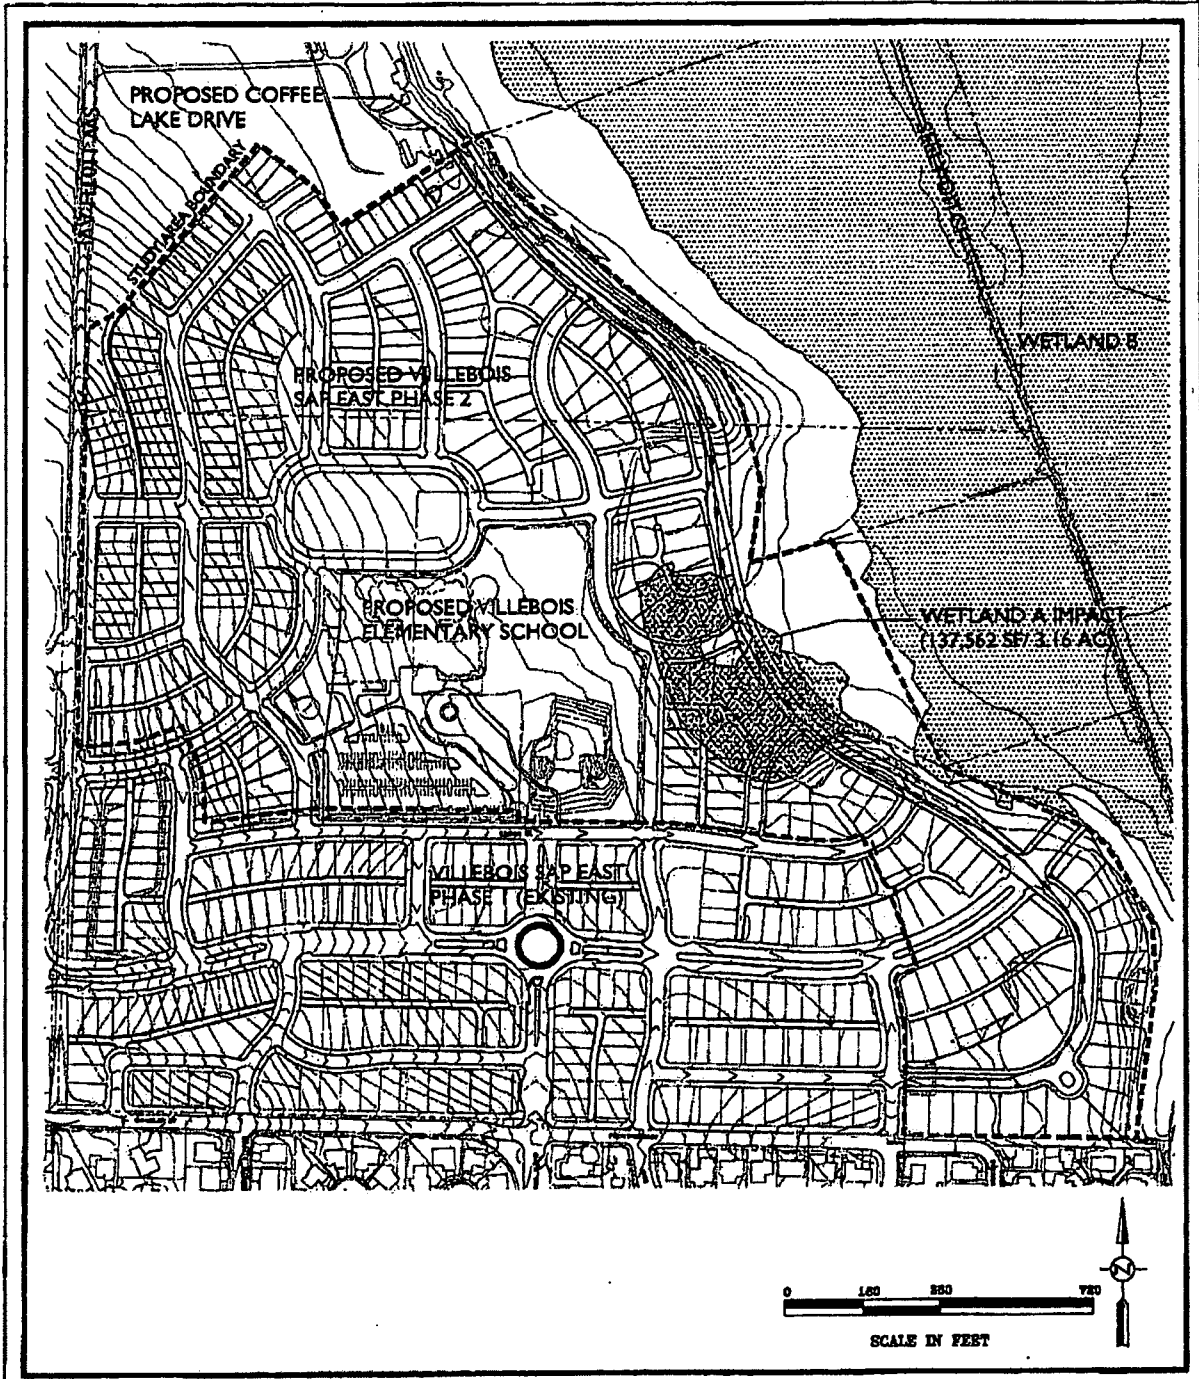 PROPOSED COFFEE
LAKE DRIVE
STUDY AREA BOUNDARY
PROPOSED VILLEBOIS
SAP EAST PHASE 2
WETLAND B
PROPOSED VILLEBOIS
ELEMENTARY SCHOOL
WETLAND A IMPACT
(137,562 SF/ 3.16 AC)
VILLEBOIS SAP EAST
PHASE 1 (EXISTING)
N
0 180 360 720
SCALE IN FEET